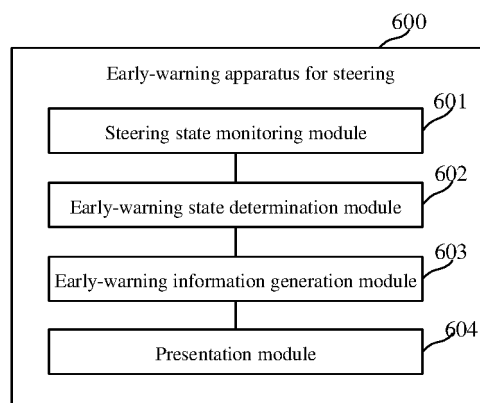 600
Early-warning apparatus for steering
601
Steering state monitoring module
602
Early-warning state determination module
603
Early-warning information generation module
604
Presentation module